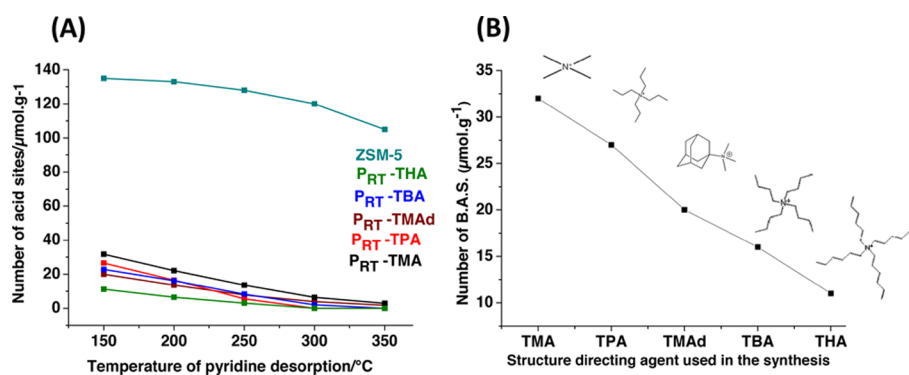 (A)
Number of acid sites/μmol.g-1
140
120
100
80
60
40
20
0
ZSM-5
PRT -THA
PRT -TBA
PRT -TMAd
PRT -TPA
PRT -TMA
150 200 250 300 350
Temperature of pyridine desorption/°C
(B)
Number of B.A.S. (μmol.g-1)
35
30
25
20
15
10
N+
N+
N⊕
N+
N+
TMA TPA TMAd TBA THA
Structure directing agent used in the synthesis